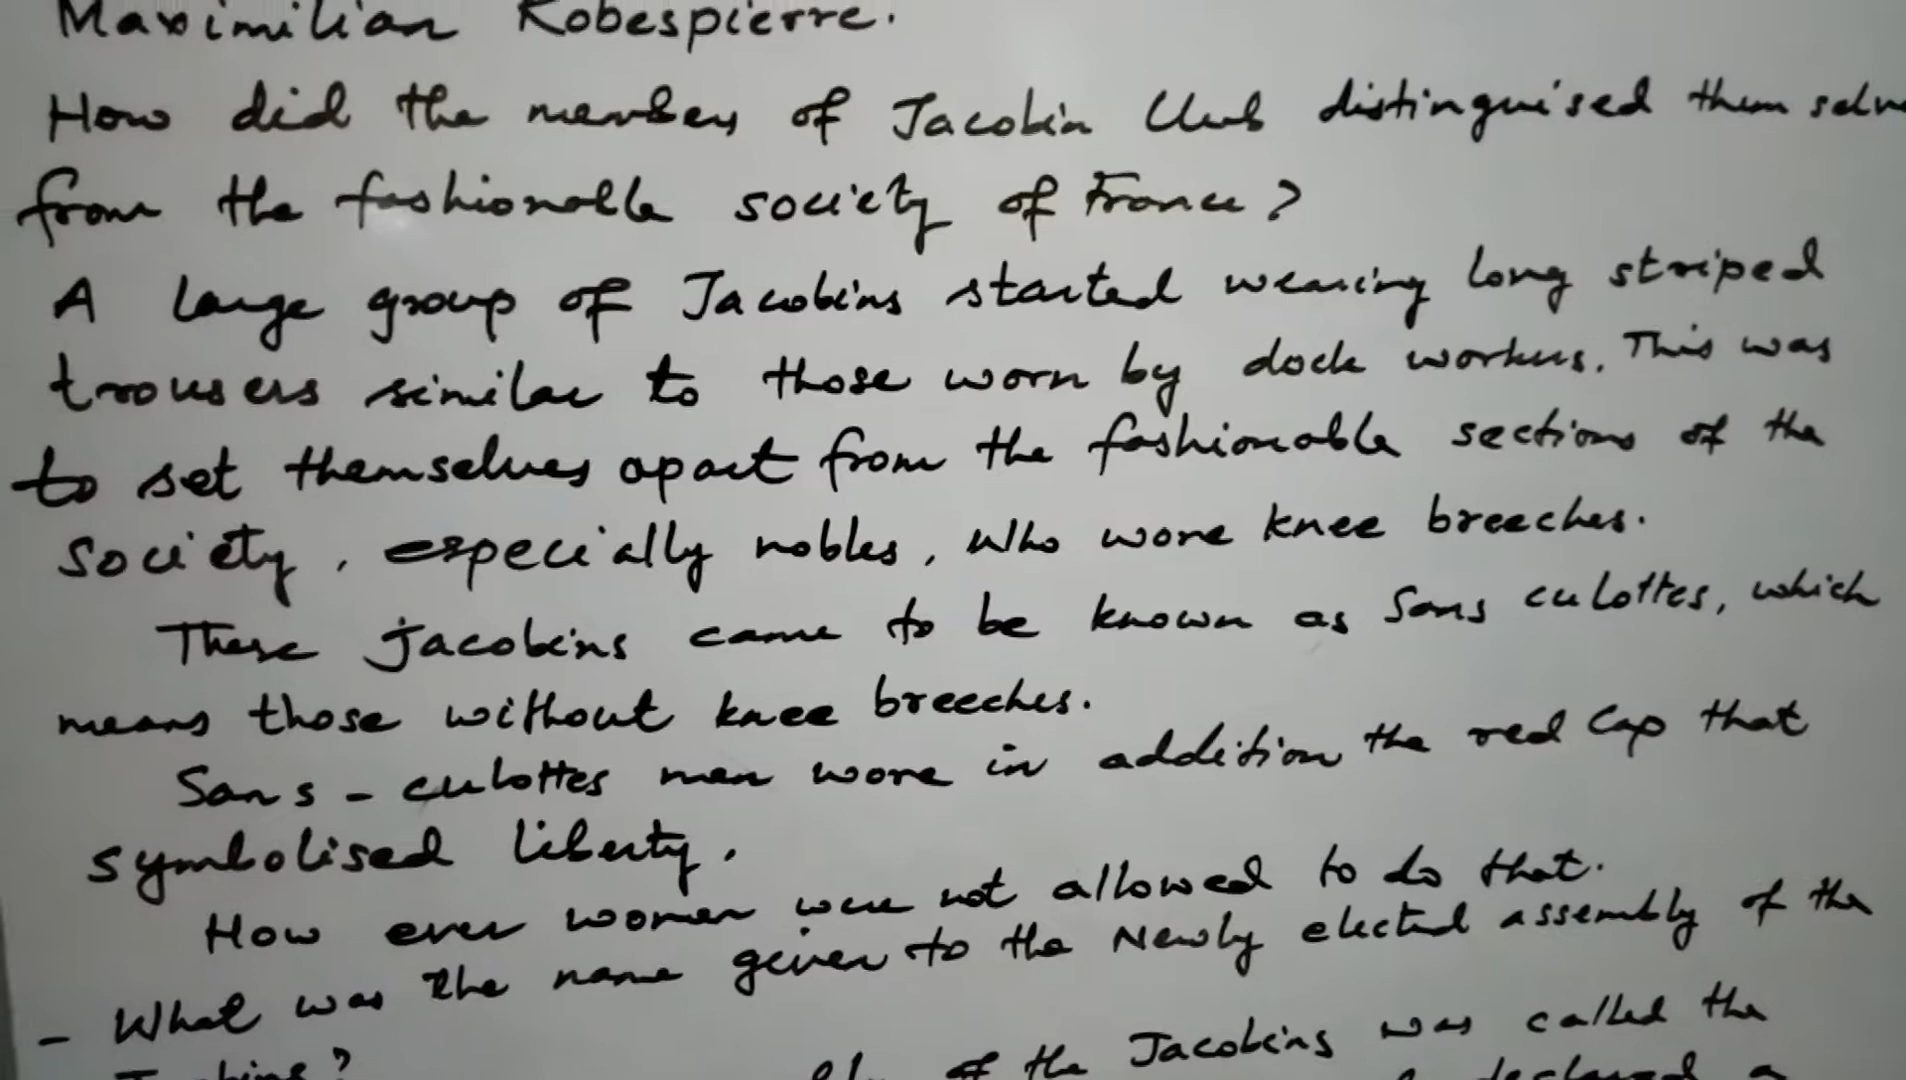 Maximilian Robespierre.
How did the members of Jacobin Club distinguised themselv
from the fashionable society of France?
A large group of Jacobins started wearing long striped
trousers similar to those worn by dock workers. This was
to set themselves apart from the fashionable sections of the
society, especially nobles, who wore knee breeches.
These Jacobins came to be known as Sans culottes, which
means those without knee breeches.
Sans-culottes men wore in addition the red Cap that
symbolised liberty.
How ever women were not allowed to do that.
- What was the name given to the Newly elected assembly of the
of the Jacobins was called the
declared a